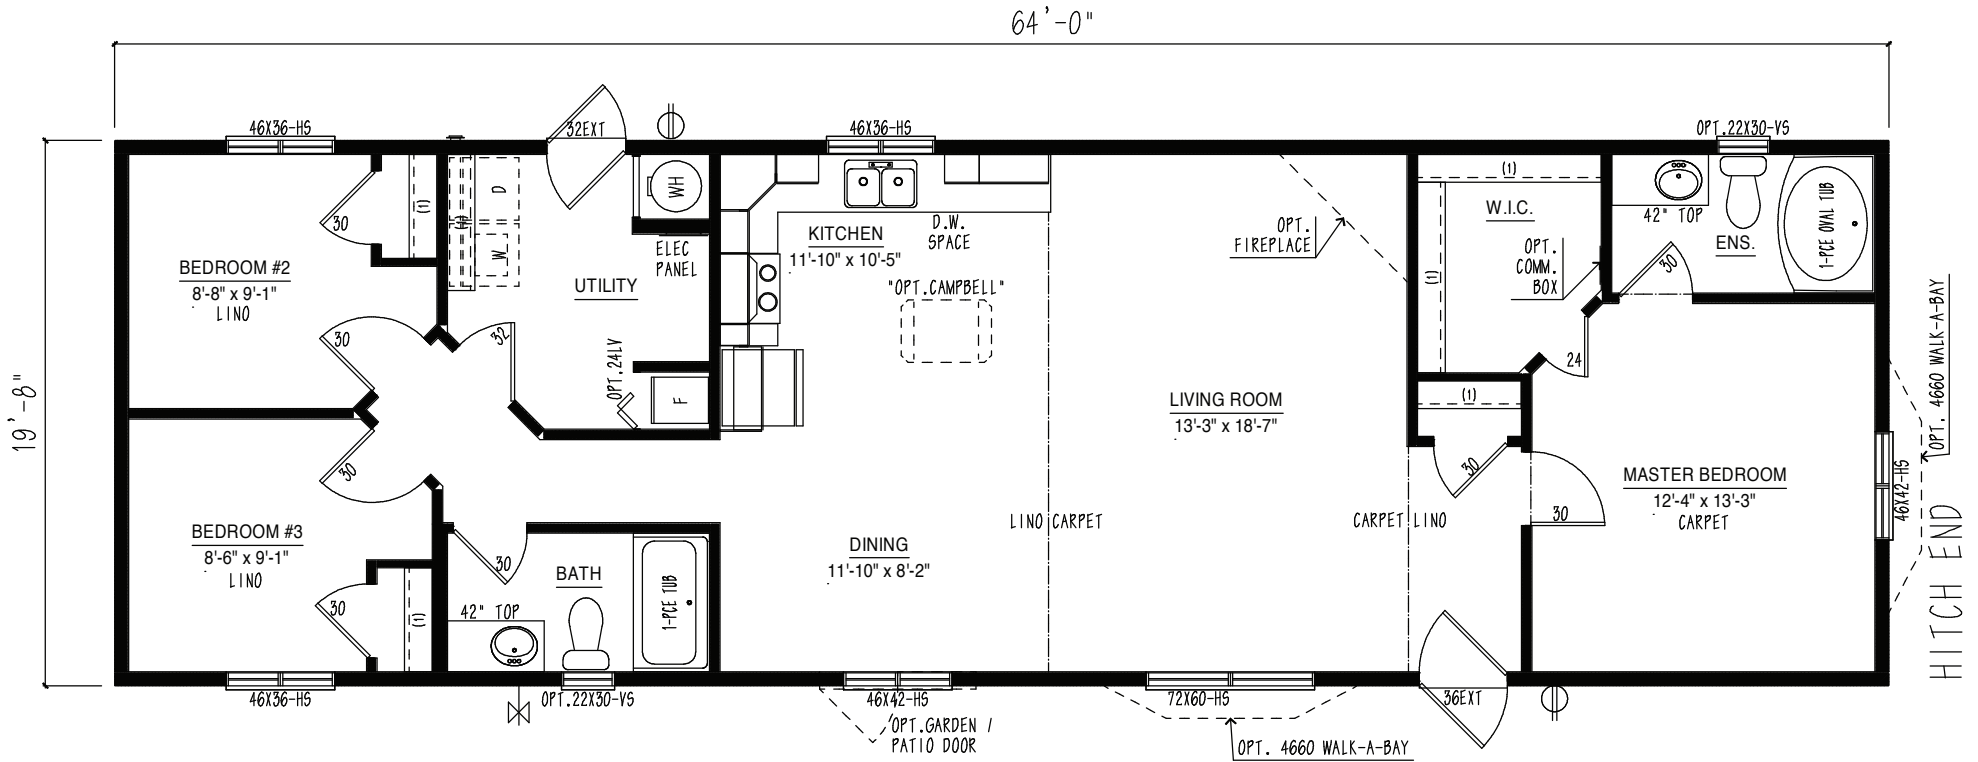 64'-0"
46X36-HS
32EXT
46X36-HS
OPT.22X30-VS
19'-8"
BEDROOM #2
8'-8" x 9'-1"
LINO
30
(1)
30
(1)
D
W
UTILITY
32
WH
ELEC
PANEL
OPT.24LV
F
KITCHEN
11'-10" x 10'-5"
D.W.
SPACE
"OPT.CAMPBELL"
OPT.
FIREPLACE
LIVING ROOM
13'-3" x 18'-7"
(1)
(1)
W.I.C.
OPT.
COMM.
BOX
24
(1)
30
42" TOP
ENS.
30
1-PCE OVAL TUB
MASTER BEDROOM
12'-4" x 13'-3"
CARPET
30
OPT. 4660 WALK-A-BAY
46X42-HS
HITCH END
BEDROOM #3
8'-6" x 9'-1"
LINO
30
30
(1)
30
BATH
42" TOP
1-PCE TUB
DINING
11'-10" x 8'-2"
LINO CARPET
CARPET LINO
46X36-HS
OPT.22X30-VS
46X42-HS
OPT.GARDEN /
PATIO DOOR
72X60-HS
OPT. 4660 WALK-A-BAY
36EXT